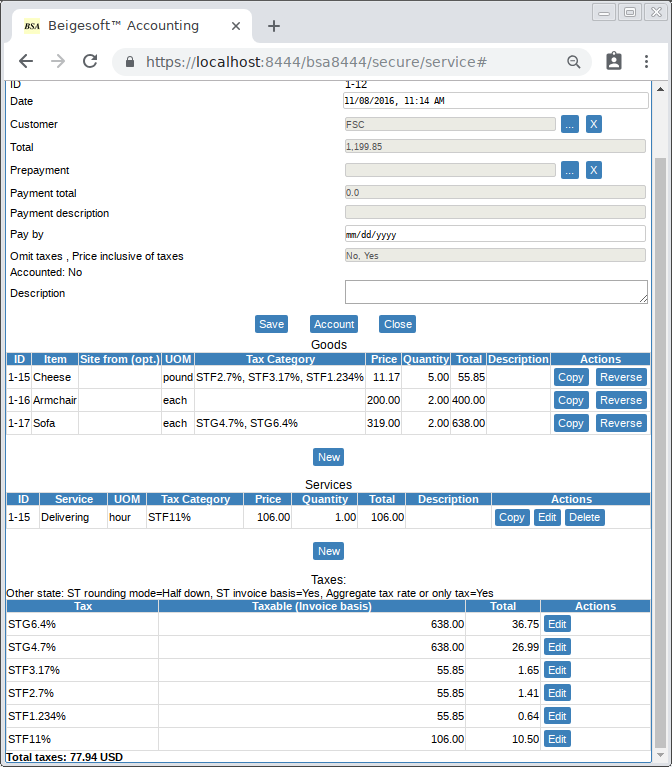 BSA Beigesoft™ Accounting
https://localhost:8444/bsa8444/secure/service#
ID 1-12
Date 11/08/2016, 11:14 AM
Customer FSC ... X
Total 1,199.85
Prepayment ... X
Payment total 0.0
Payment description
Pay by mm/dd/yyyy
Omit taxes , Price inclusive of taxes No, Yes
Accounted: No
Description
Save Account Close
Goods
ID Item Site from (opt.) UOM Tax Category Price Quantity Total Description Actions
1-15 Cheese pound STF2.7%, STF3.17%, STF1.234% 11.17 5.00 55.85 Copy Reverse
1-16 Armchair each 200.00 2.00 400.00 Copy Reverse
1-17 Sofa each STG4.7%, STG6.4% 319.00 2.00 638.00 Copy Reverse
New
Services
ID Service UOM Tax Category Price Quantity Total Description Actions
1-15 Delivering hour STF11% 106.00 1.00 106.00 Copy Edit Delete
New
Taxes:
Other state: ST rounding mode=Half down, ST invoice basis=Yes, Aggregate tax rate or only tax=Yes
Tax Taxable (Invoice basis) Total Actions
STG6.4% 638.00 36.75 Edit
STG4.7% 638.00 26.99 Edit
STF3.17% 55.85 1.65 Edit
STF2.7% 55.85 1.41 Edit
STF1.234% 55.85 0.64 Edit
STF11% 106.00 10.50 Edit
Total taxes: 77.94 USD